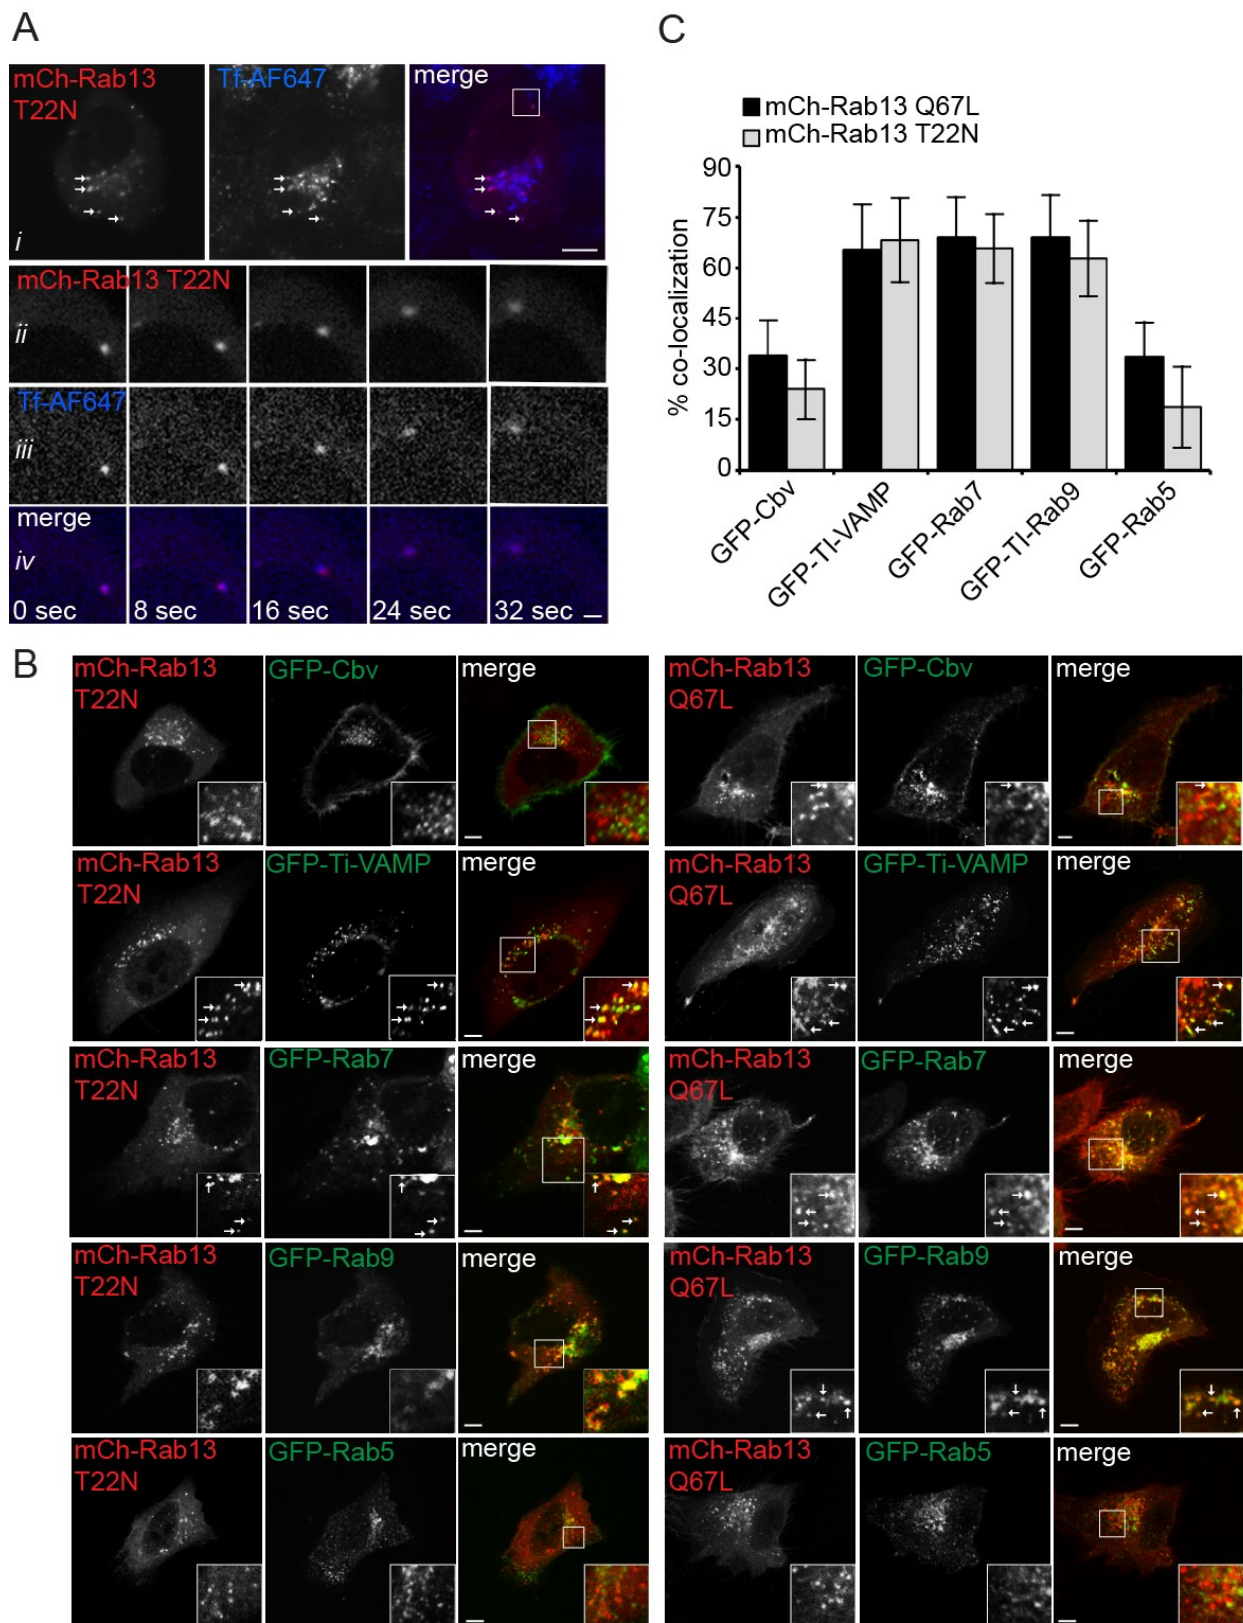 A
mCh-Rab13
T22N
Tf-AF647
merge
i
mCh-Rab13 T22N
ii
Tf-AF647
iii
merge
iv
0 sec
8 sec
16 sec
24 sec
32 sec
C
mCh-Rab13 Q67L
mCh-Rab13 T22N
% co-localization
90
75
60
45
30
15
0
GFP-Cbv
GFP-TI-VAMP
GFP-Rab7
GFP-TI-Rab9
GFP-Rab5
B
mCh-Rab13
T22N
GFP-Cbv
merge
mCh-Rab13
Q67L
GFP-Cbv
merge
mCh-Rab13
T22N
GFP-Ti-VAMP
merge
mCh-Rab13
Q67L
GFP-Ti-VAMP
merge
mCh-Rab13
T22N
GFP-Rab7
merge
mCh-Rab13
Q67L
GFP-Rab7
merge
mCh-Rab13
T22N
GFP-Rab9
merge
mCh-Rab13
Q67L
GFP-Rab9
merge
mCh-Rab13
T22N
GFP-Rab5
merge
mCh-Rab13
Q67L
GFP-Rab5
merge